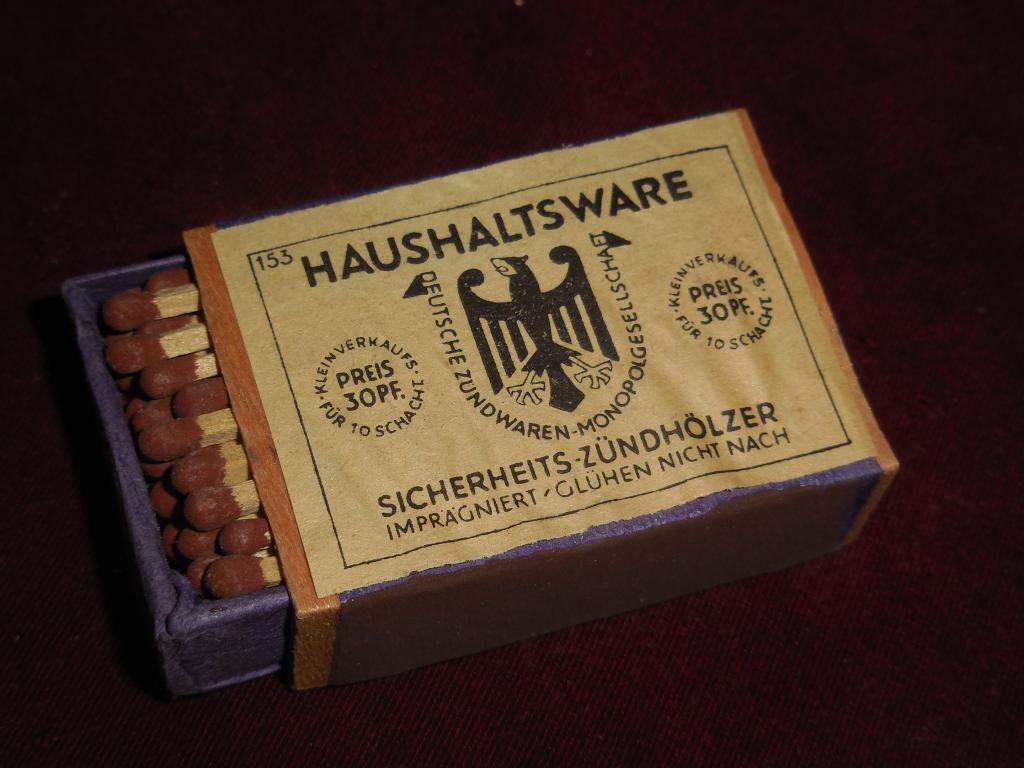 153
HAUSHALTSWARE
DEUTSCHE ZÜNDWAREN-MONOPOLGESELLSCHAFT
·KLEINVERKAUFS·
PREIS
30PF.
FÜR 10 SCHACHT.
·KLEINVERKAUFS·
PREIS
30PF.
FÜR 10 SCHACHT.
SICHERHEITS-ZÜNDHÖLZER
IMPRÄGNIERT / GLÜHEN NICHT NACH